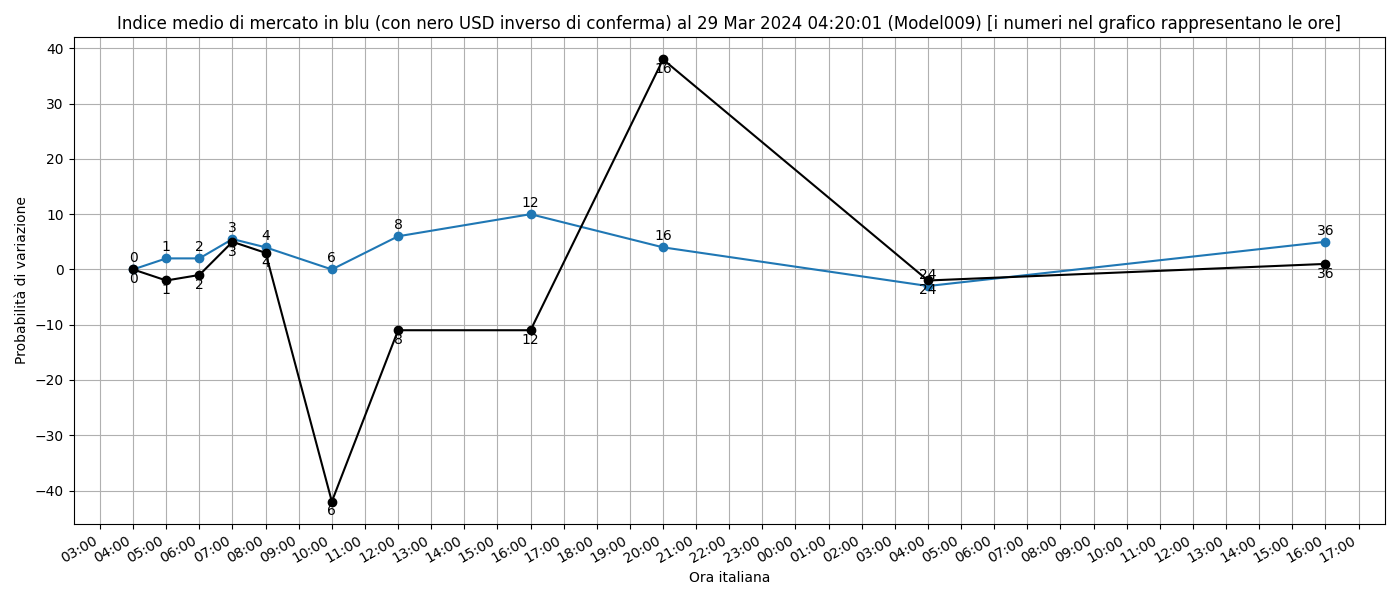 Indice medio di mercato in blu (con nero USD inverso di conferma) al 29 Mar 2024 04:20:01 (Model009) [i numeri nel grafico rappresentano le ore]
Probabilità di variazione
40
30
20
10
0
−10
−20
−30
−40
0 1 2 3 4 6 8 12 16 24 36
0 1 2 3 4 6 8 12 16 24 36
03:00 04:00 05:00 06:00 07:00 08:00 09:00 10:00 11:00 12:00 13:00 14:00 15:00 16:00 17:00 18:00 19:00 20:00 21:00 22:00 23:00 00:00 01:00 02:00 03:00 04:00 05:00 06:00 07:00 08:00 09:00 10:00 11:00 12:00 13:00 14:00 15:00 16:00 17:00
Ora italiana